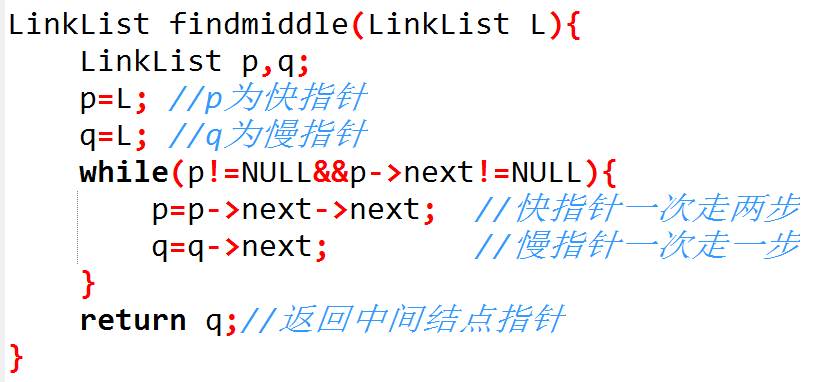 LinkList findmiddle(LinkList L){
    LinkList p,q;
    p=L; //p为快指针
    q=L; //q为慢指针
    while(p!=NULL&&p->next!=NULL){
        p=p->next->next;  //快指针一次走两步
        q=q->next;        //慢指针一次走一步
    }
    return q;//返回中间结点指针
}